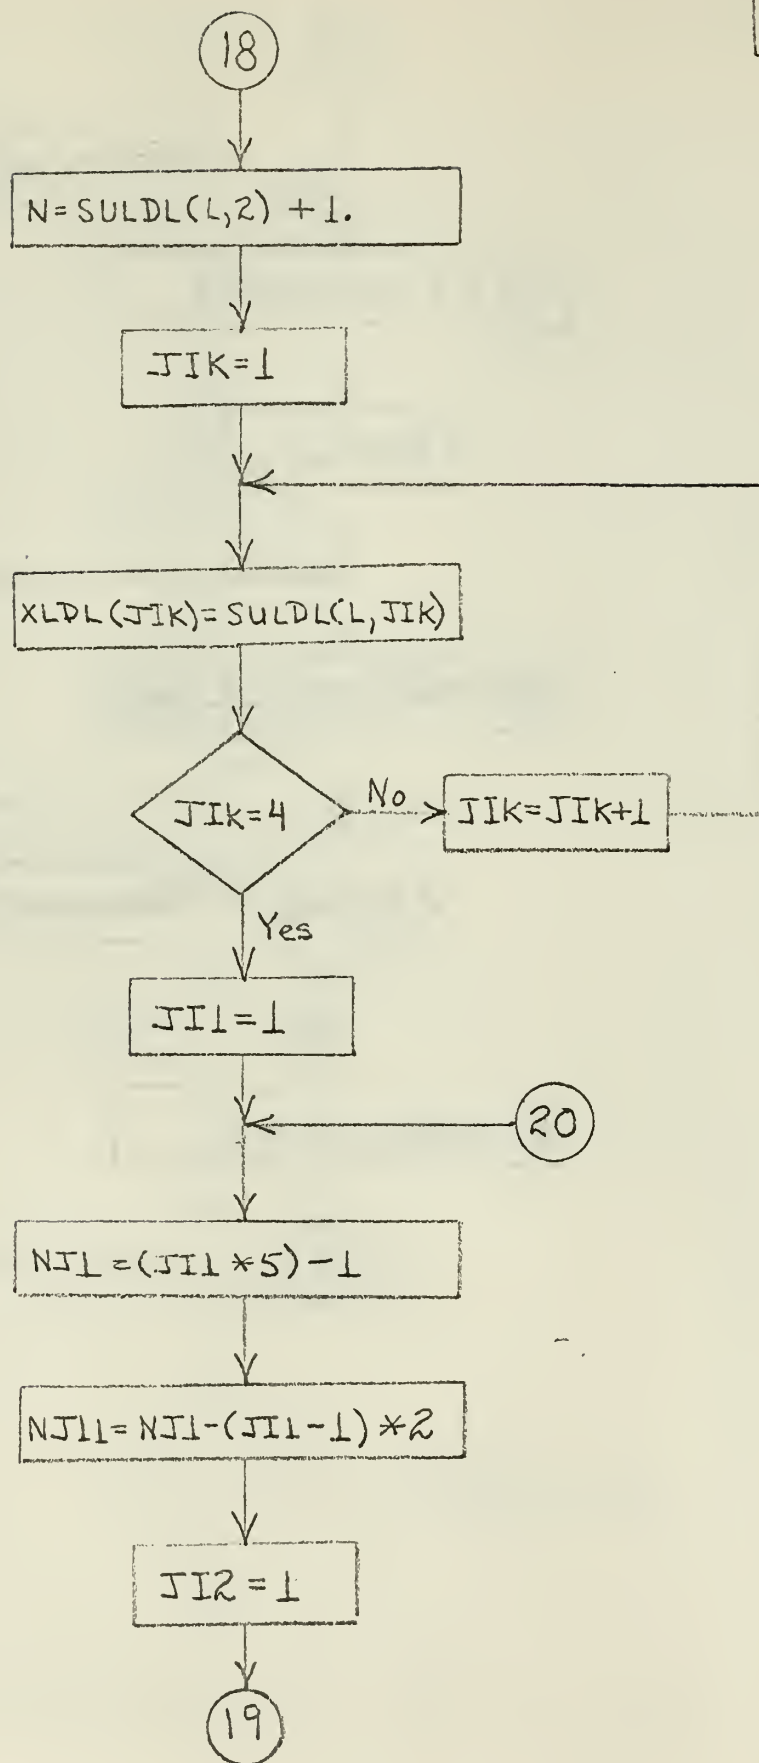 18
N=SULDL(L,2) +1.
JIK=1
XLDL(JIK)=SULDL(L,JIK)
JIK=4
No
JIK=JIK+1
Yes
JI1=1
20
NJ1=(JI1*5)-1
NJ11=NJ1-(JI1-1)*2
JI2=1
19